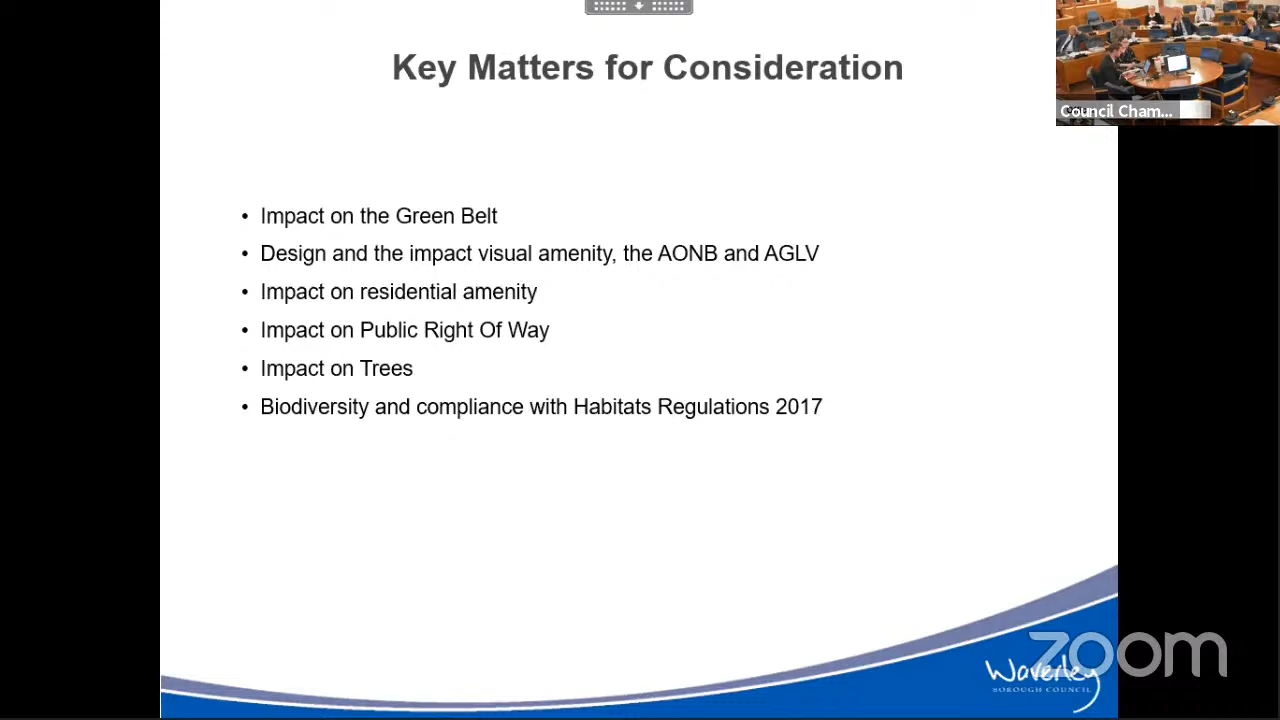 Key Matters for Consideration
Council Cham...
• Impact on the Green Belt
• Design and the impact visual amenity, the AONB and AGLV
• Impact on residential amenity
• Impact on Public Right Of Way
• Impact on Trees
• Biodiversity and compliance with Habitats Regulations 2017
zoom
Waverley
BOROUGH COUNCIL